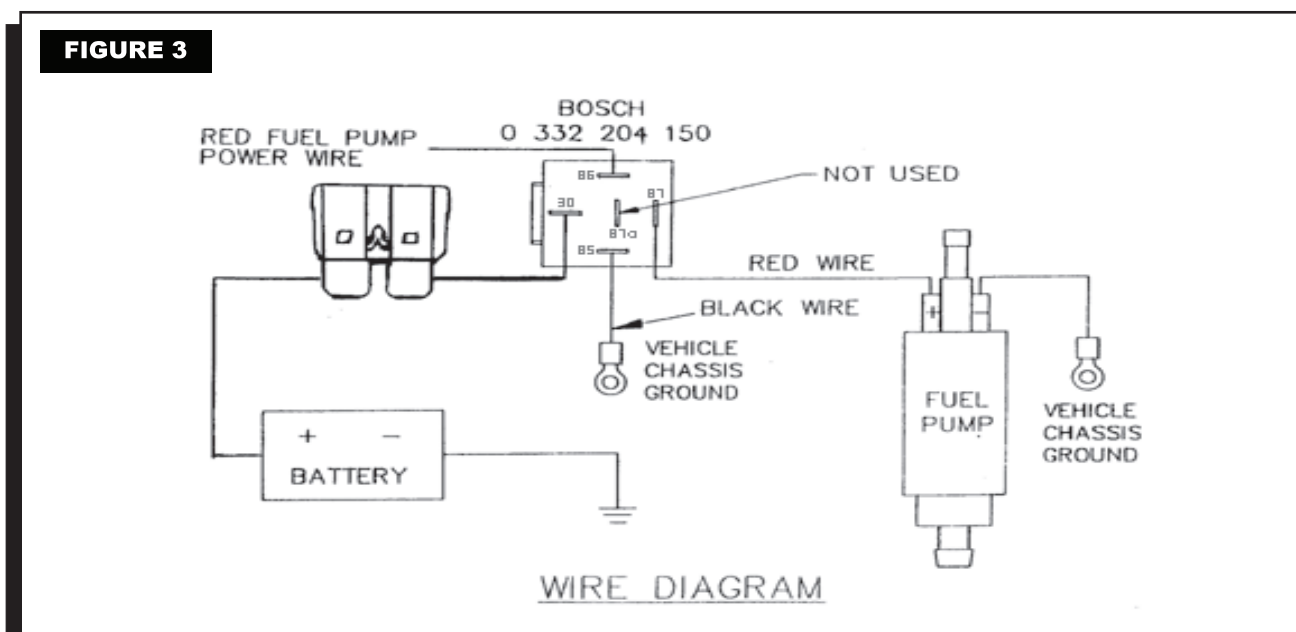 FIGURE 3
BOSCH
0 332 204 150
RED FUEL PUMP
POWER WIRE
NOT USED
86
30
87
87a
85
RED WIRE
BLACK WIRE
VEHICLE
CHASSIS
GROUND
+ -
BATTERY
+ -
FUEL
PUMP
VEHICLE
CHASSIS
GROUND
WIRE DIAGRAM